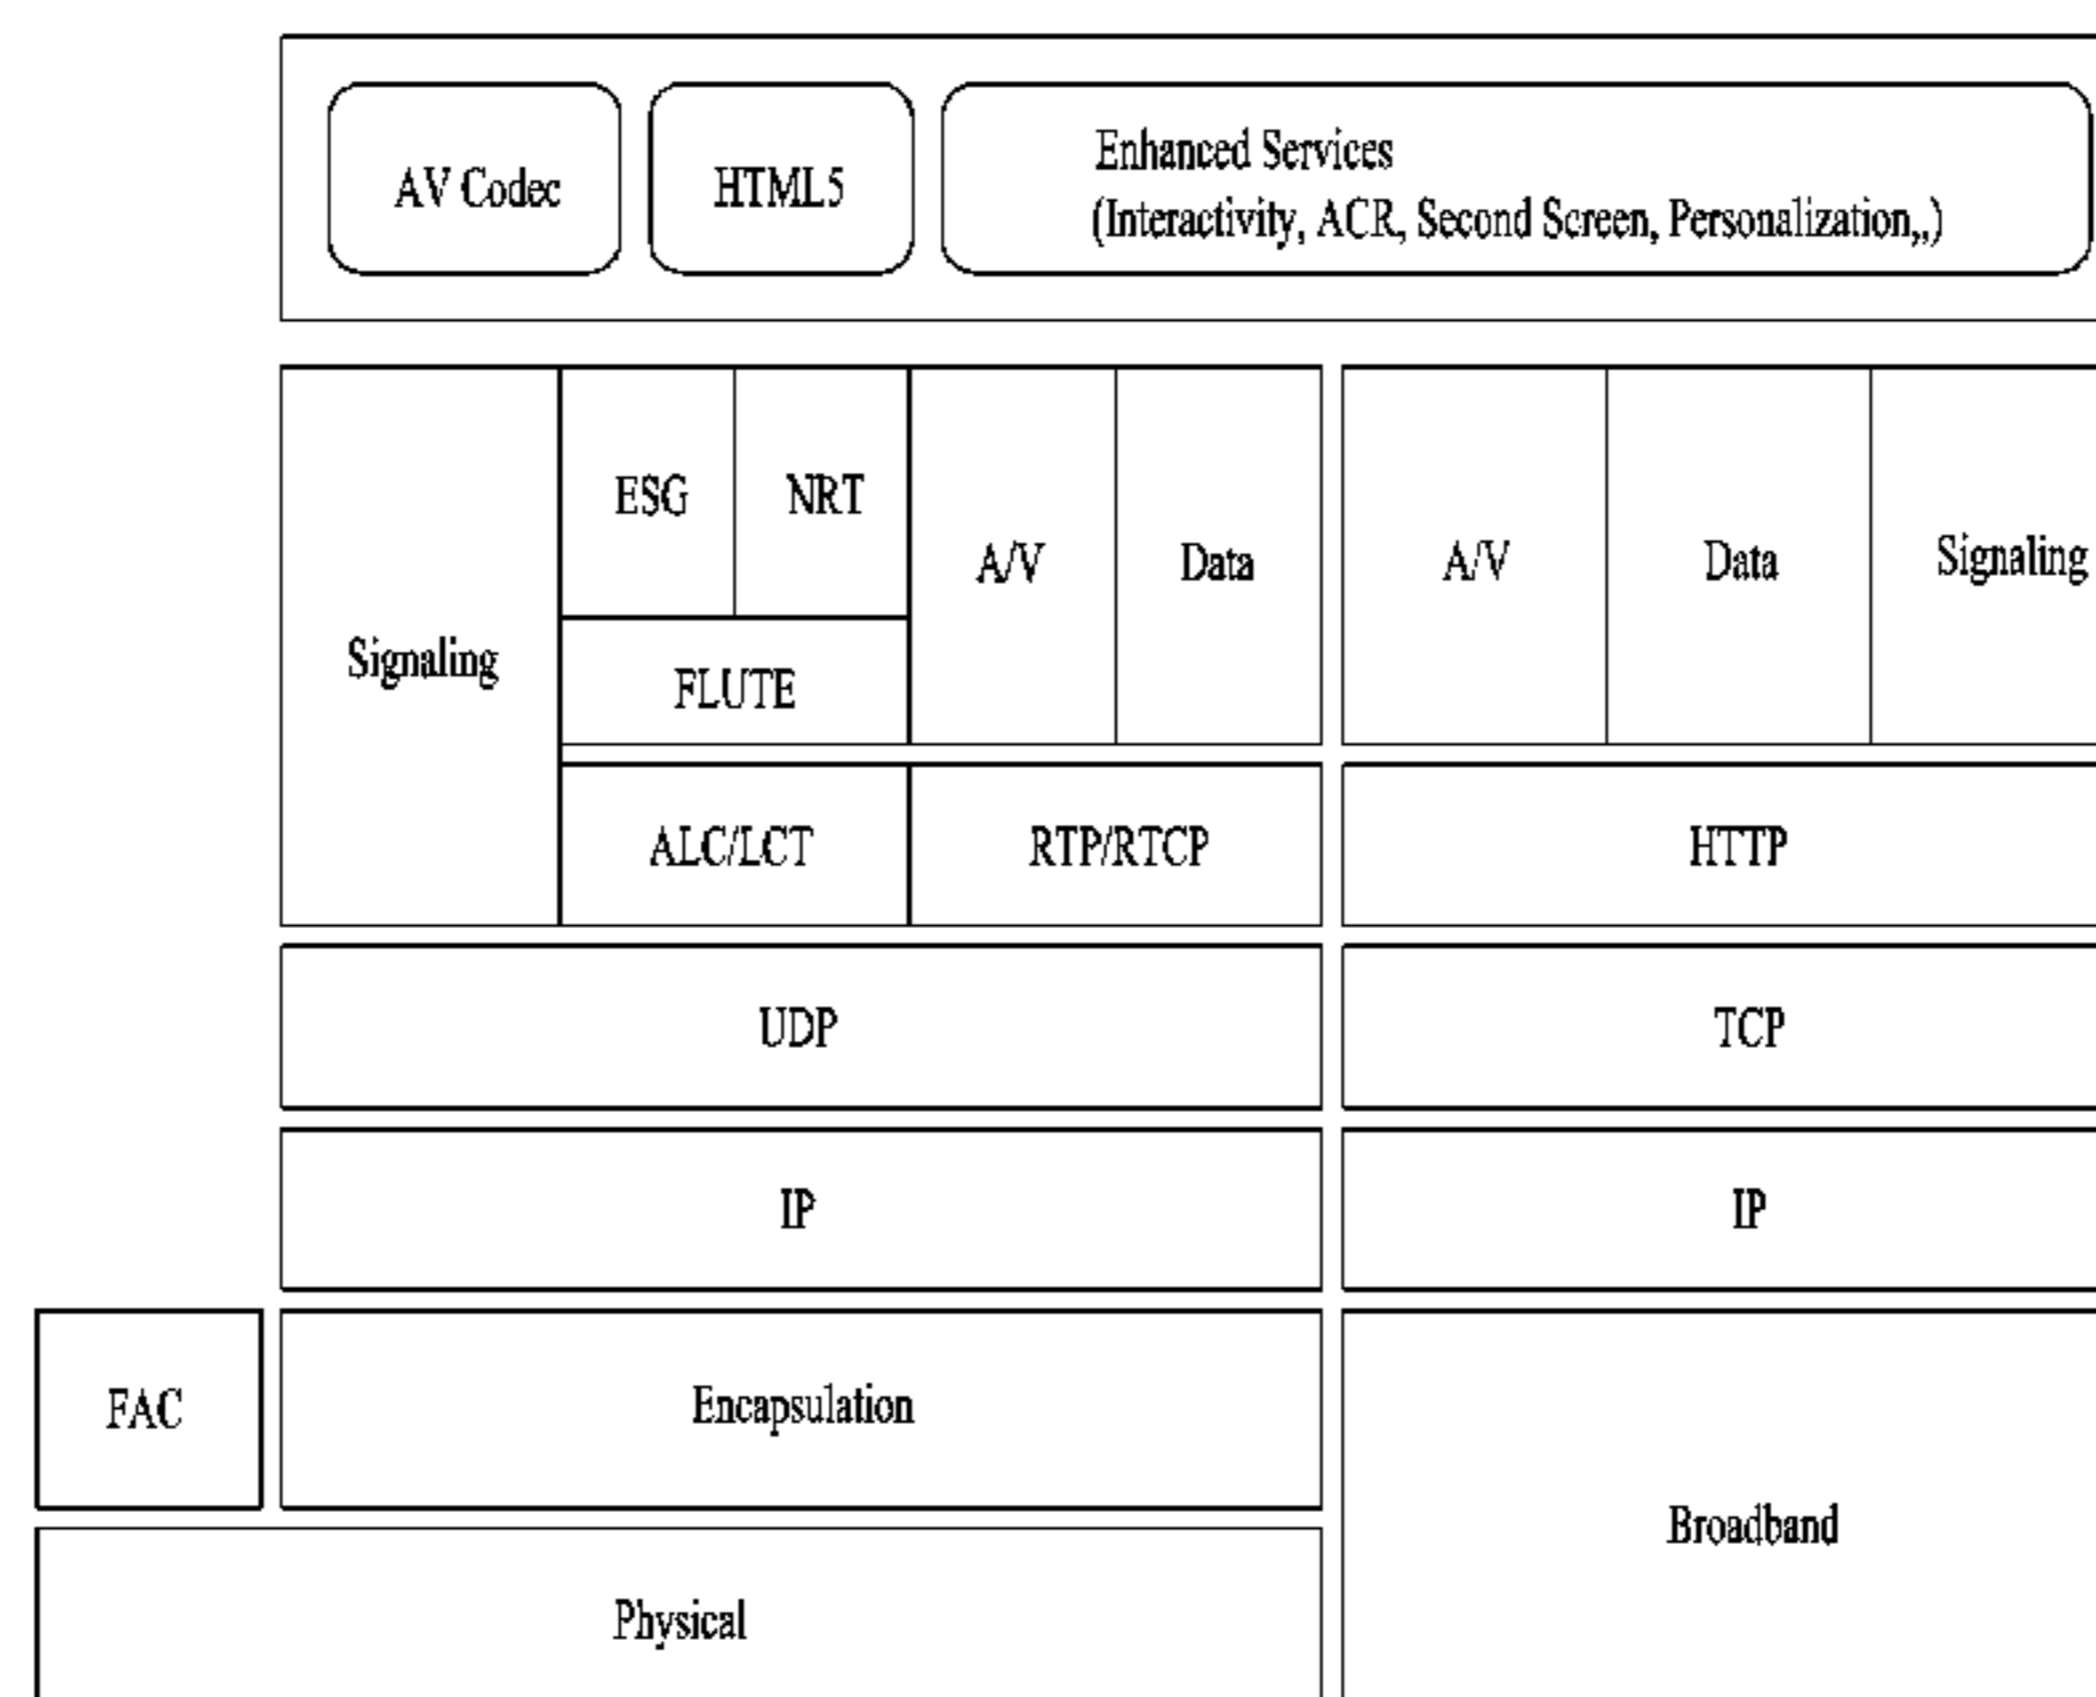 AV Codec
HTML5
Enhanced Services
(Interactivity, ACR, Second Screen, Personalization,,,)
Signaling
ESG
NRT
FLUTE
A/V
Data
A/V
Data
Signaling
ALC/LCT
RTP/RTCP
HTTP
UDP
TCP
IP
IP
FAC
Encapsulation
Broadband
Physical